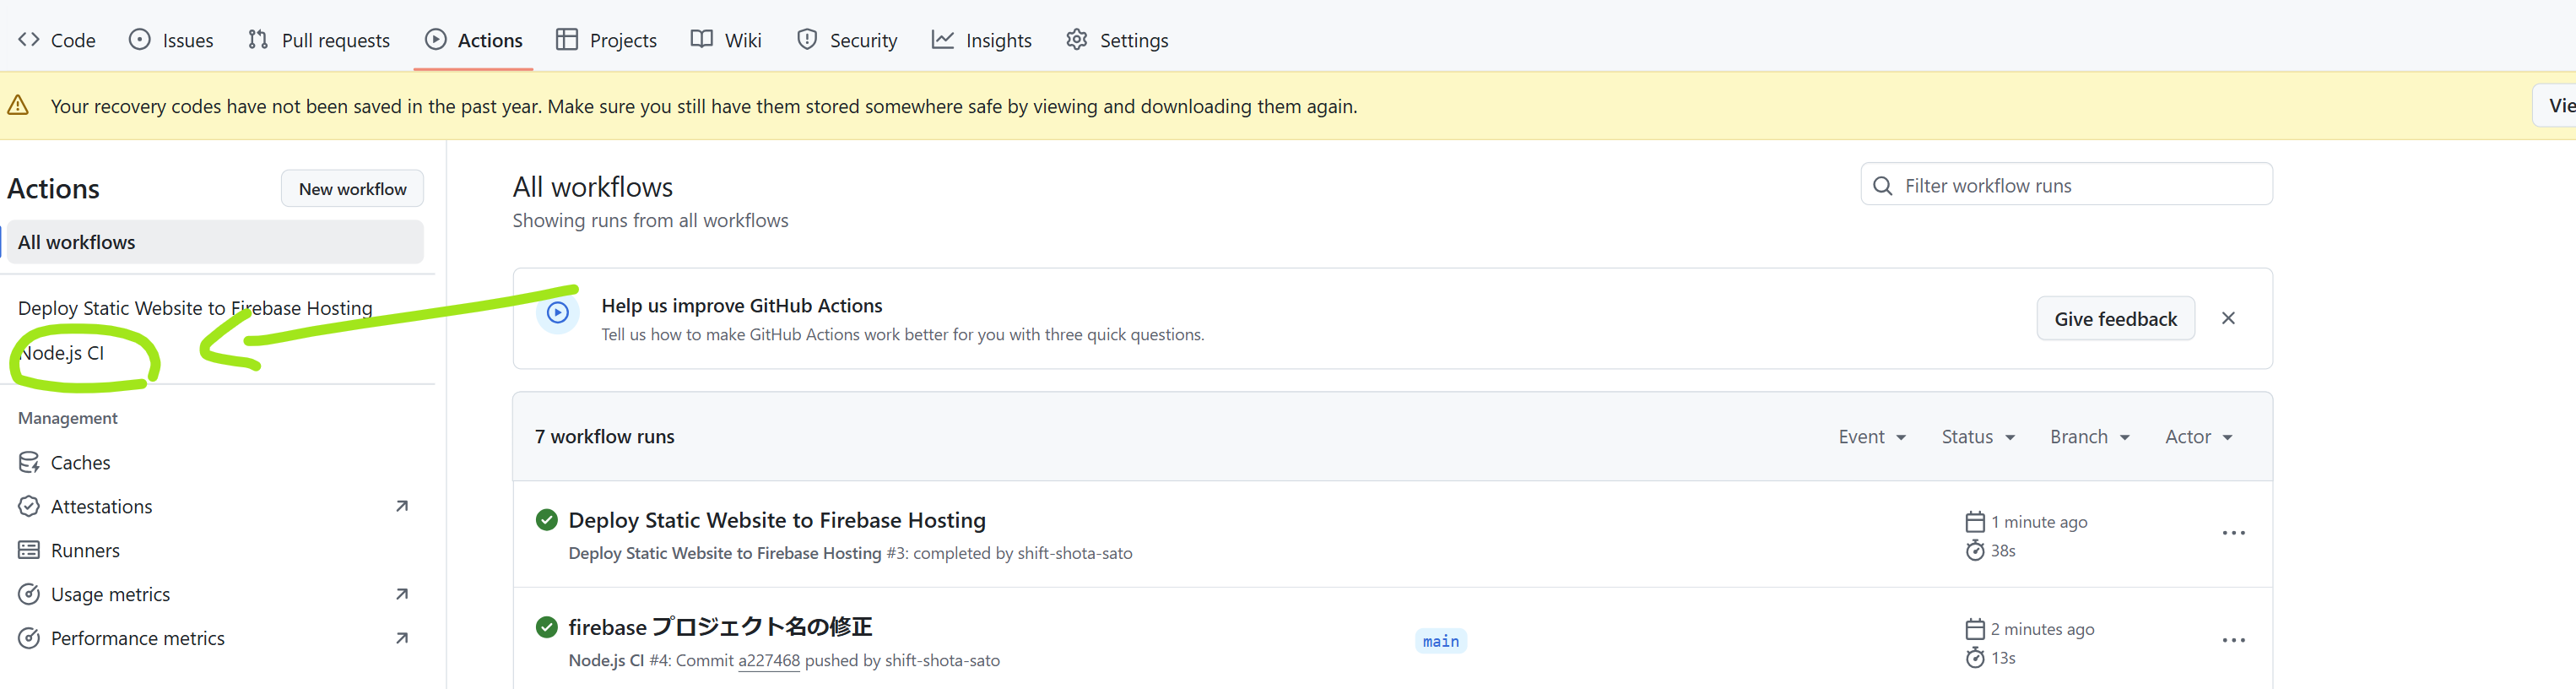 Code Issues Pull requests Actions Projects Wiki Security Insights Settings
Your recovery codes have not been saved in the past year. Make sure you still have them stored somewhere safe by viewing and downloading them again.
Actions
New workflow
All workflows
Deploy Static Website to Firebase Hosting
Node.js CI
Management
Caches
Attestations
Runners
Usage metrics
Performance metrics
All workflows
Showing runs from all workflows
Filter workflow runs
Help us improve GitHub Actions
Tell us how to make GitHub Actions work better for you with three quick questions.
Give feedback
7 workflow runs
Event Status Branch Actor
Deploy Static Website to Firebase Hosting
Deploy Static Website to Firebase Hosting #3: completed by shift-shota-sato
1 minute ago
38s
firebase プロジェクト名の修正
Node.js CI #4: Commit a227468 pushed by shift-shota-sato
main
2 minutes ago
13s